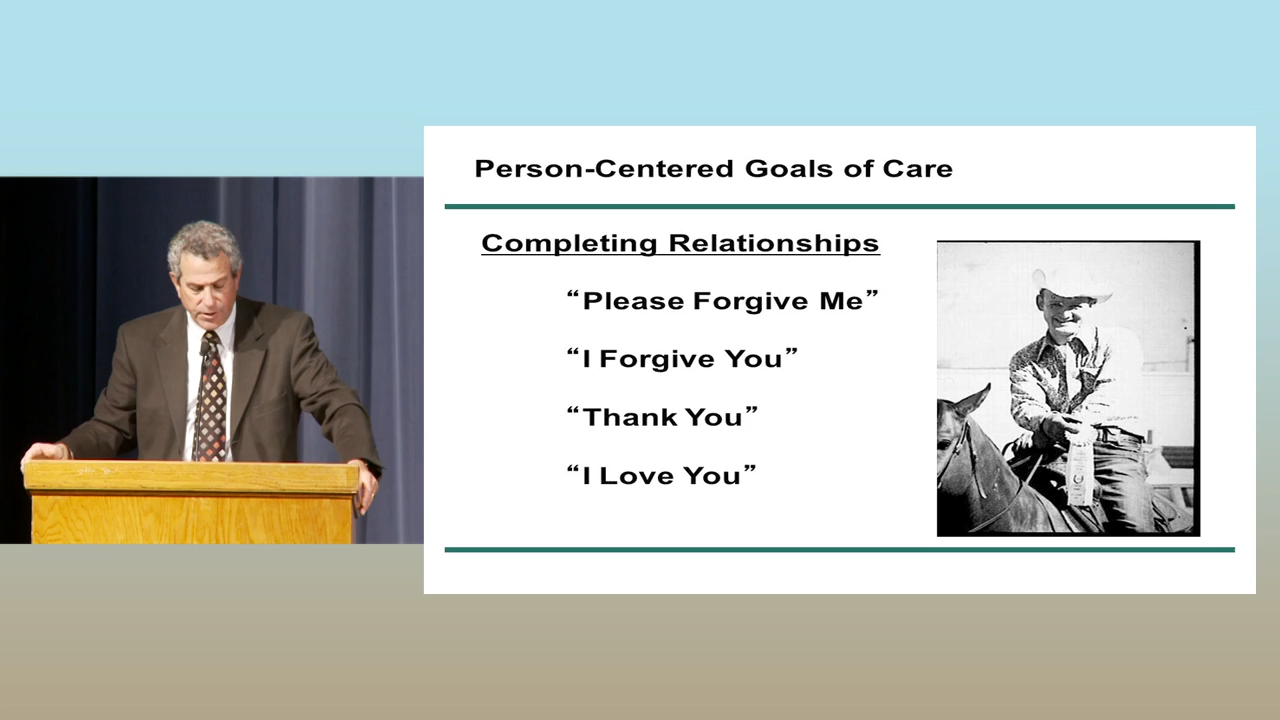 Person-Centered Goals of Care
Completing Relationships
“Please Forgive Me”
“I Forgive You”
“Thank You”
“I Love You”